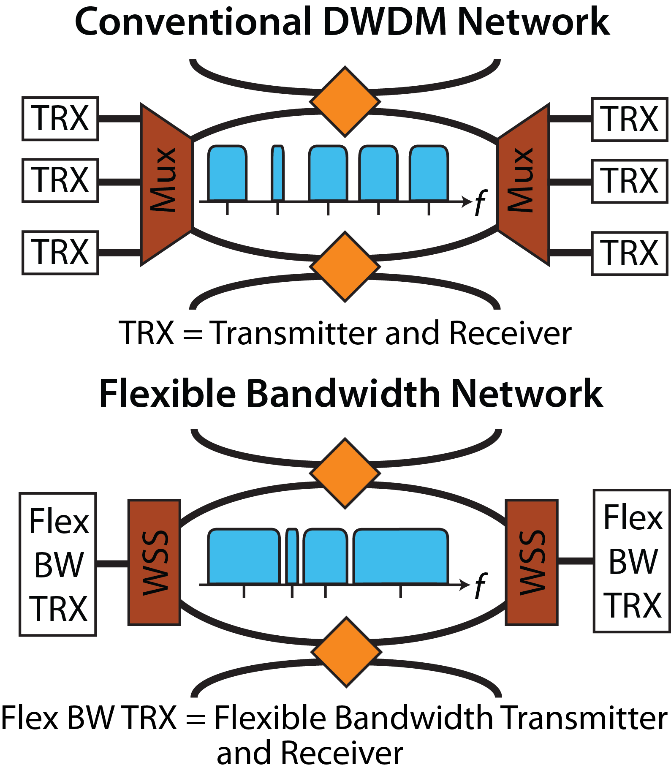 Conventional DWDM Network
TRX
TRX
TRX
Mux
f
Mux
TRX
TRX
TRX
TRX = Transmitter and Receiver
Flexible Bandwidth Network
Flex
BW
TRX
WSS
f
WSS
Flex
BW
TRX
Flex BW TRX = Flexible Bandwidth Transmitter
and Receiver